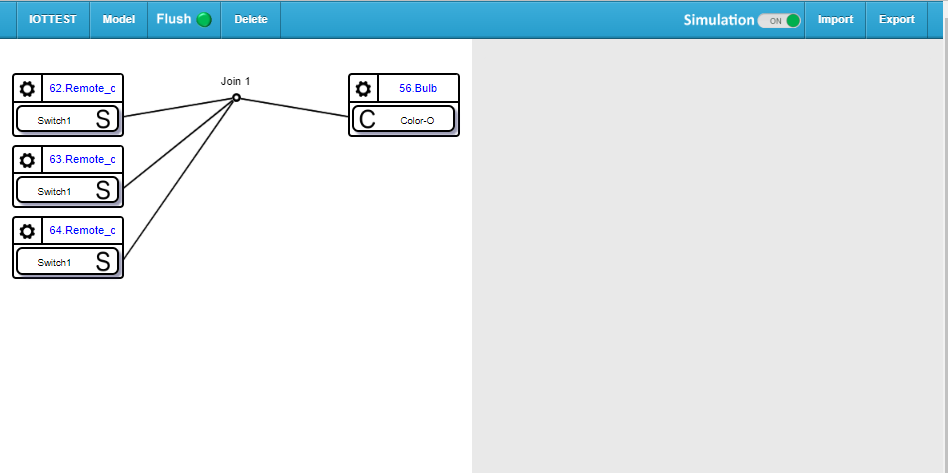 IOTTEST Model Flush Delete Simulation ON Import Export
62.Remote_c
Switch1 S
63.Remote_c
Switch1 S
64.Remote_c
Switch1 S
Join 1
56.Bulb
C Color-O